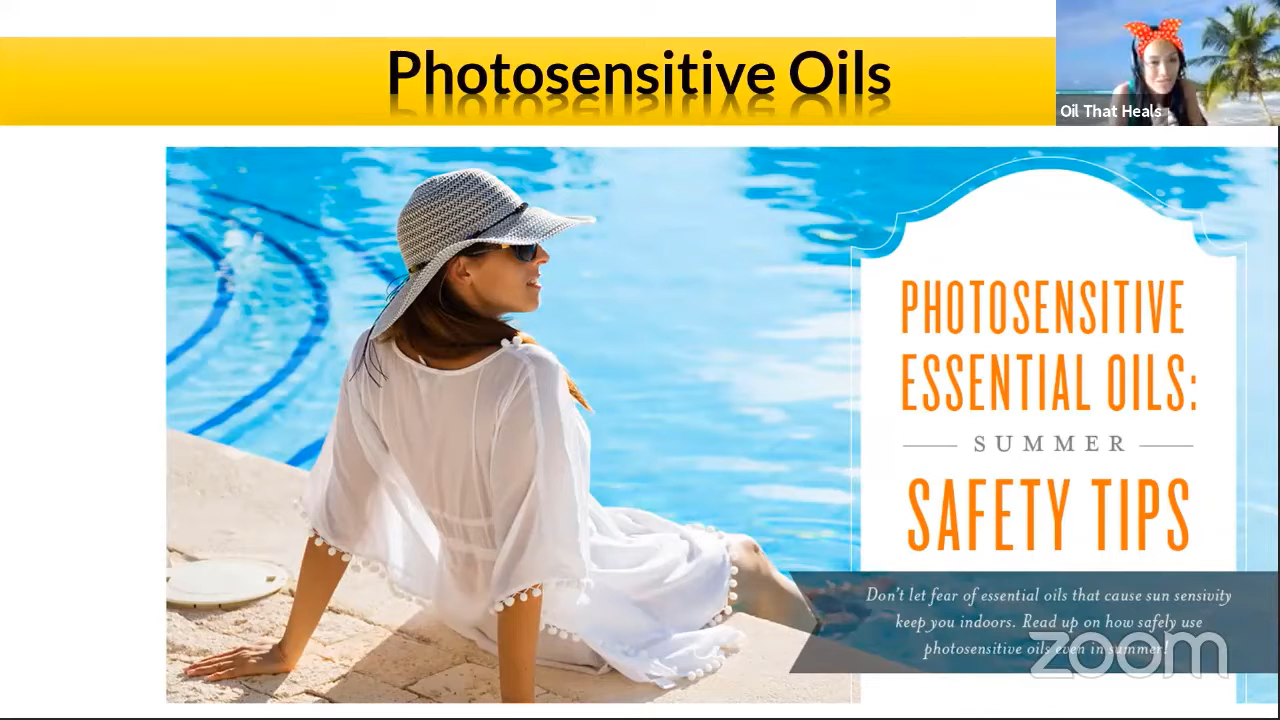 Photosensitive Oils
Oil That Heals
PHOTOSENSITIVE
ESSENTIAL OILS:
SUMMER
SAFETY TIPS
Don't let fear of essential oils that cause sun sensivity
keep you indoors. Read up on how safely use
photosensitive oils even in summer!
zoom